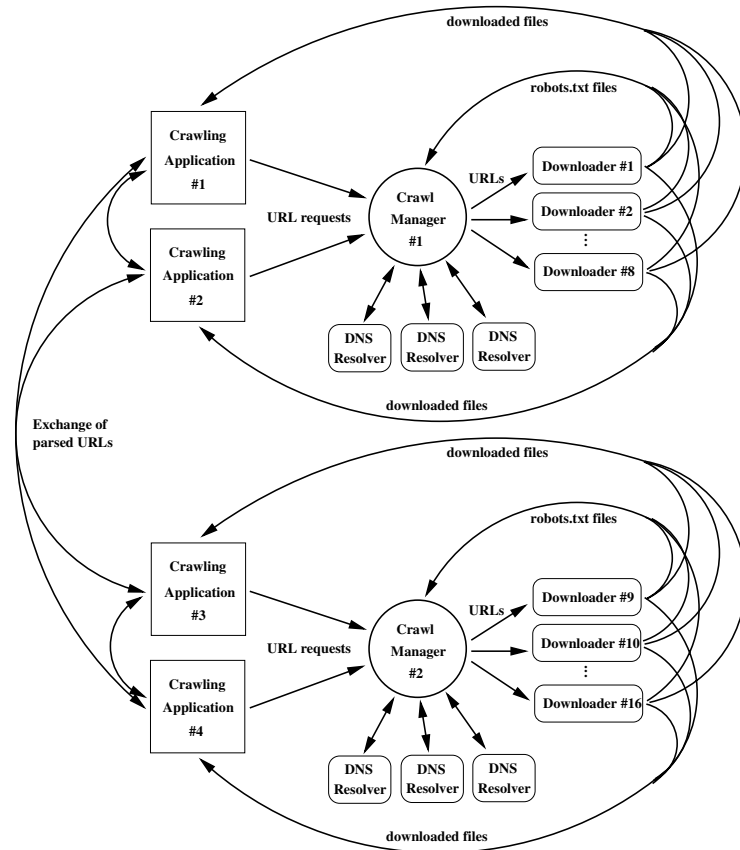 downloaded files
robots.txt files
Crawling
Application
#1
URLs
Downloader #1
Crawl
Manager
#1
Downloader #2
...
URL requests
Crawling
Application
#2
Downloader #8
DNS
Resolver
DNS
Resolver
DNS
Resolver
downloaded files
Exchange of
parsed URLs
downloaded files
robots.txt files
Crawling
Application
#3
URLs
Downloader #9
Crawl
Manager
#2
Downloader #10
...
URL requests
Crawling
Application
#4
Downloader #16
DNS
Resolver
DNS
Resolver
DNS
Resolver
downloaded files